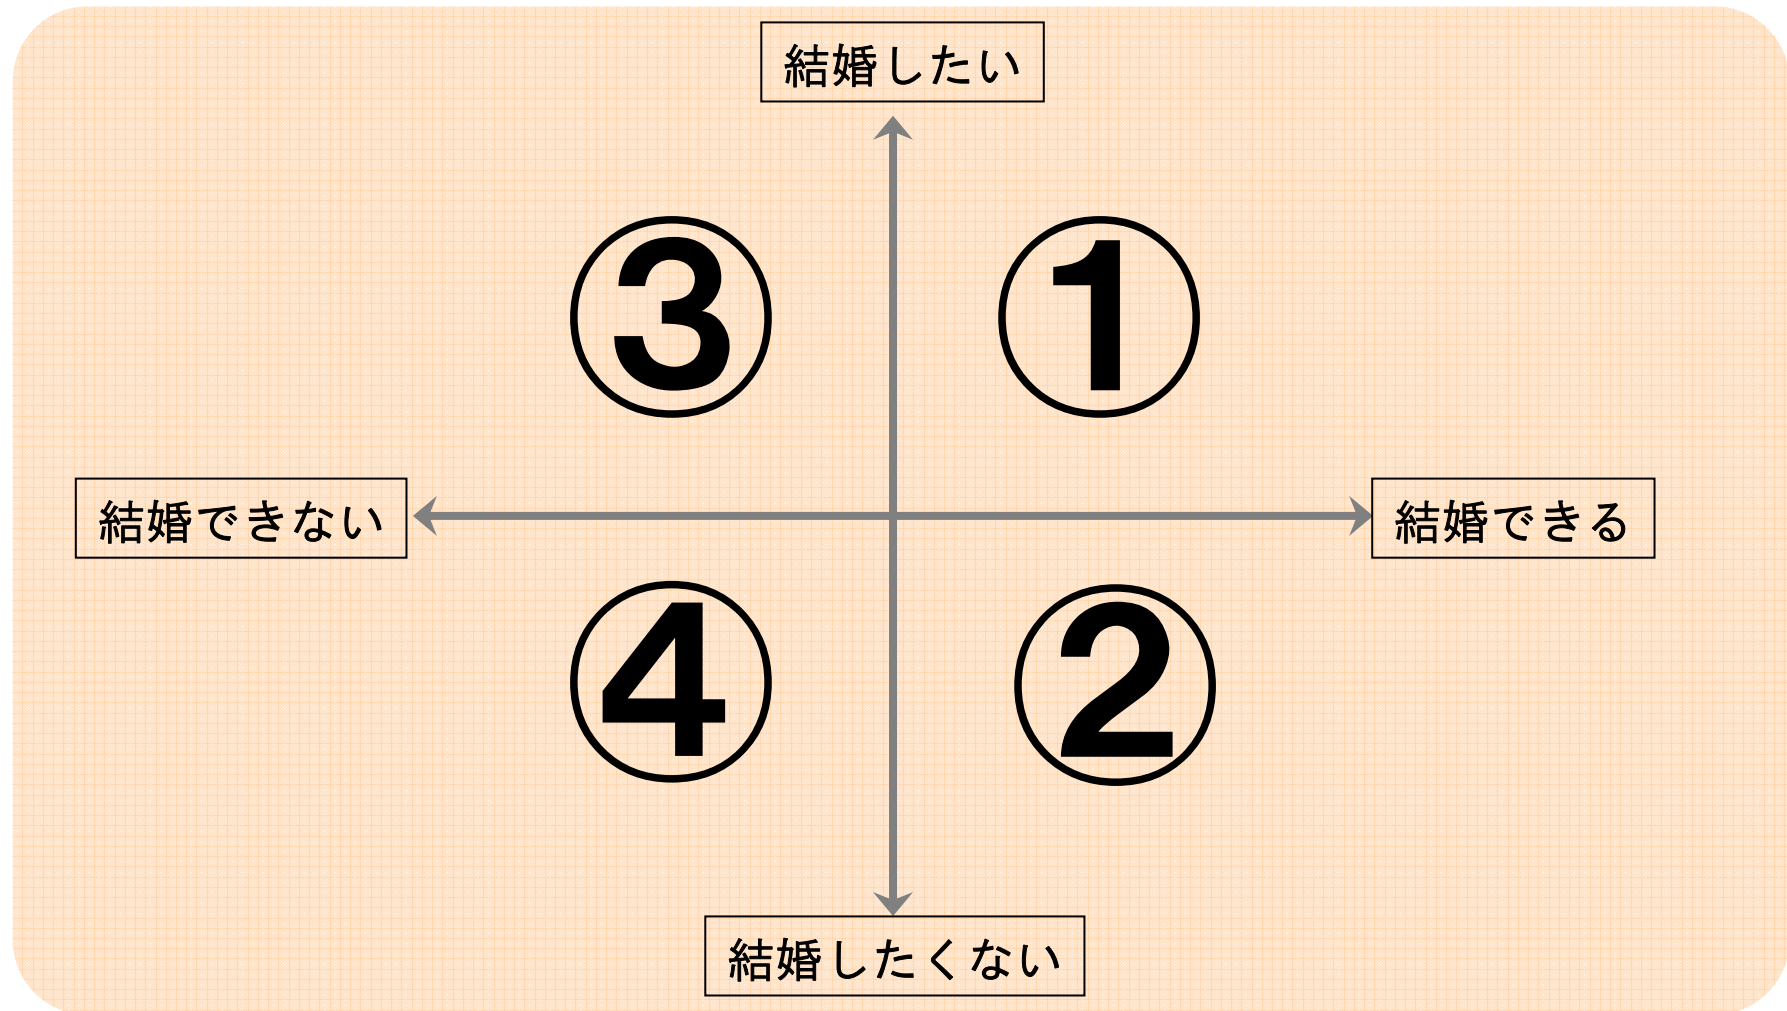 結婚したい
③ ①
結婚できない 結婚できる
④ ②
結婚したくない